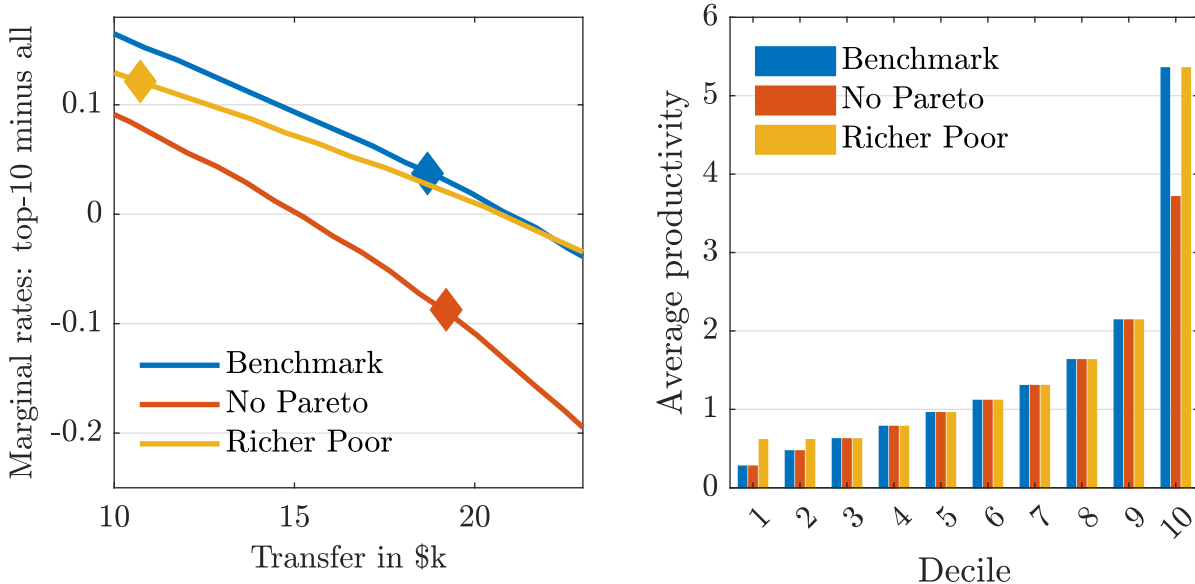 Marginal rates: top-10 minus all
0.1
0
-0.1
-0.2
Benchmark
No Pareto
Richer Poor
10
15
20
Transfer in $k
Average productivity
6
5
4
3
2
1
0
Benchmark
No Pareto
Richer Poor
1
2
3
4
5
6
7
8
9
10
Decile